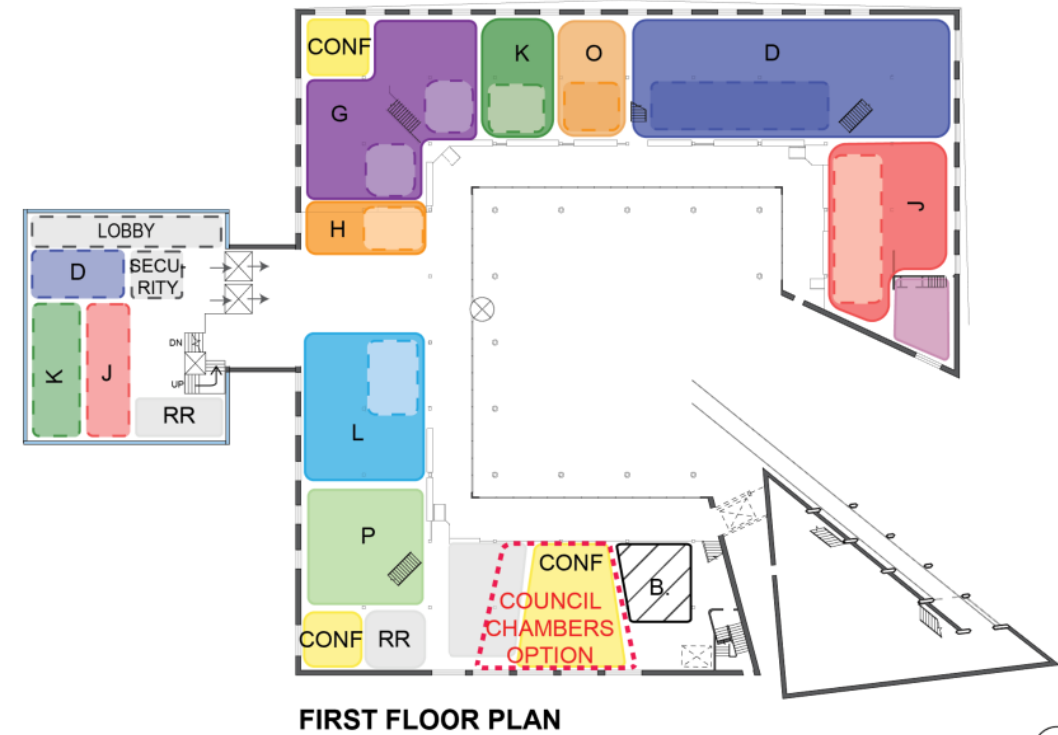 CONF
G
K
O
D
J
H
LOBBY
D
SECU-
RITY
K
J
DN
UP
RR
L
P
CONF
RR
CONF
COUNCIL
CHAMBERS
OPTION
B.
FIRST FLOOR PLAN